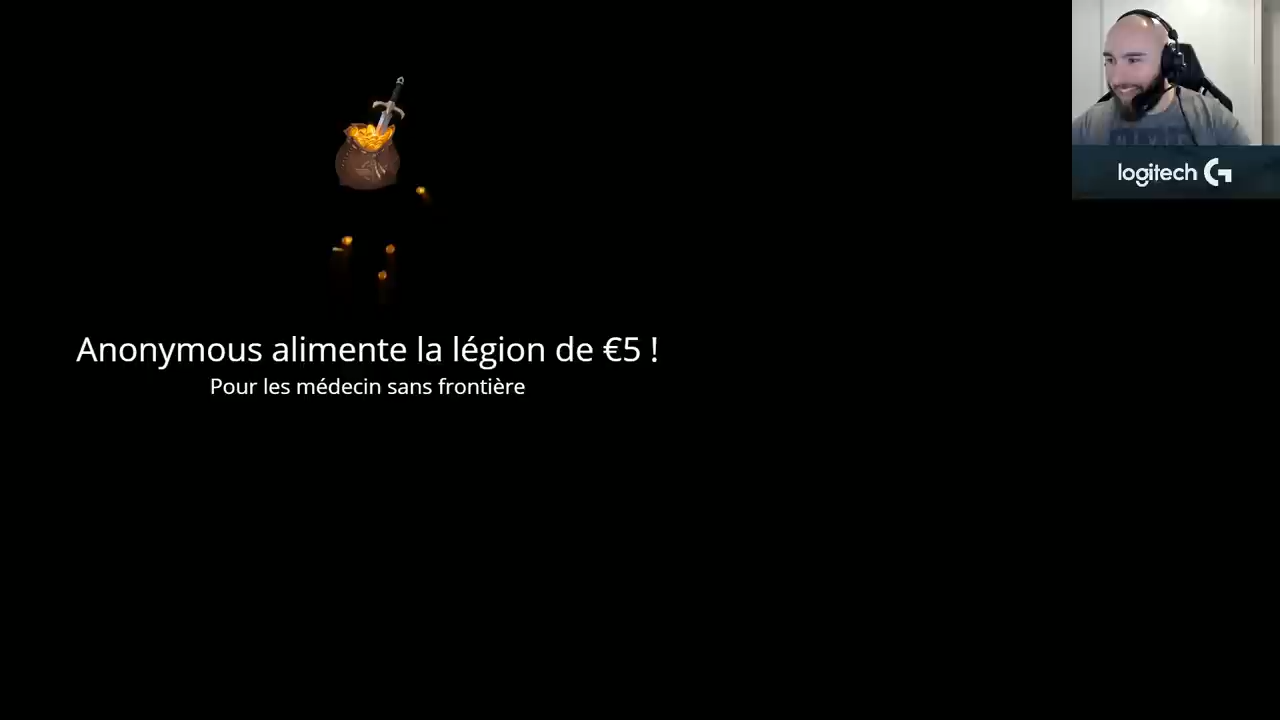 logitech
Anonymous alimente la légion de €5 !
Pour les médecin sans frontière